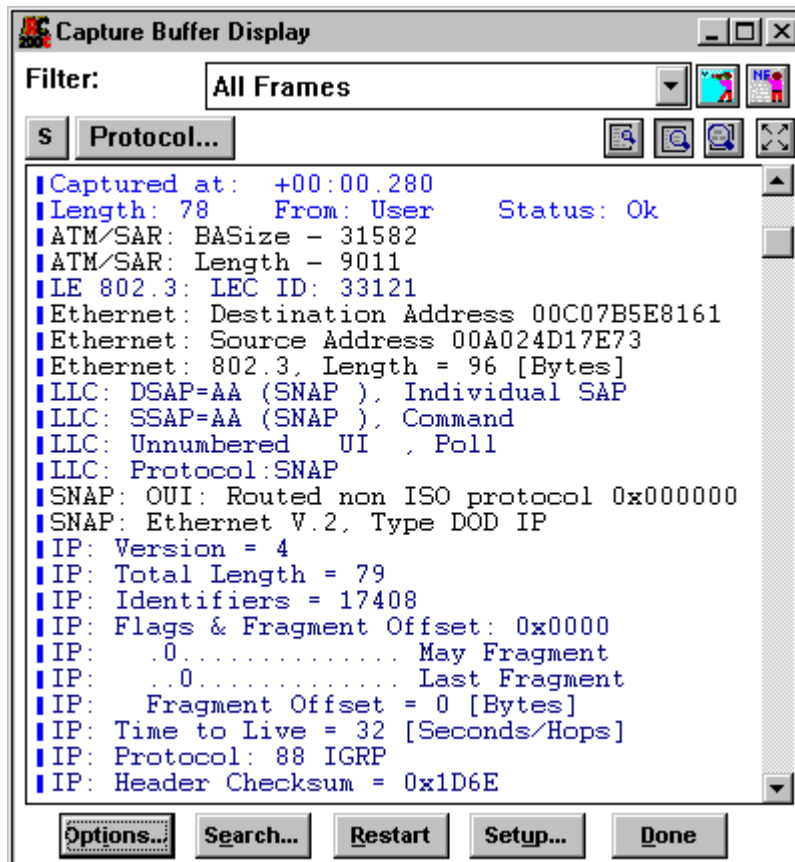 Capture Buffer Display
Filter: All Frames
S Protocol...
Captured at: +00:00.280
Length: 78 From: User Status: Ok
ATM/SAR: BASize - 31582
ATM/SAR: Length - 9011
LE 802.3: LEC ID: 33121
Ethernet: Destination Address 00C07B5E8161
Ethernet: Source Address 00A024D17E73
Ethernet: 802.3, Length = 96 [Bytes]
LLC: DSAP=AA (SNAP ), Individual SAP
LLC: SSAP=AA (SNAP ), Command
LLC: Unnumbered UI , Poll
LLC: Protocol:SNAP
SNAP: OUI: Routed non ISO protocol 0x000000
SNAP: Ethernet V.2, Type DOD IP
IP: Version = 4
IP: Total Length = 79
IP: Identifiers = 17408
IP: Flags & Fragment Offset: 0x0000
IP: .0.............. May Fragment
IP: ..0............. Last Fragment
IP: Fragment Offset = 0 [Bytes]
IP: Time to Live = 32 [Seconds/Hops]
IP: Protocol: 88 IGRP
IP: Header Checksum = 0x1D6E
Options... Search... Restart Setup... Done